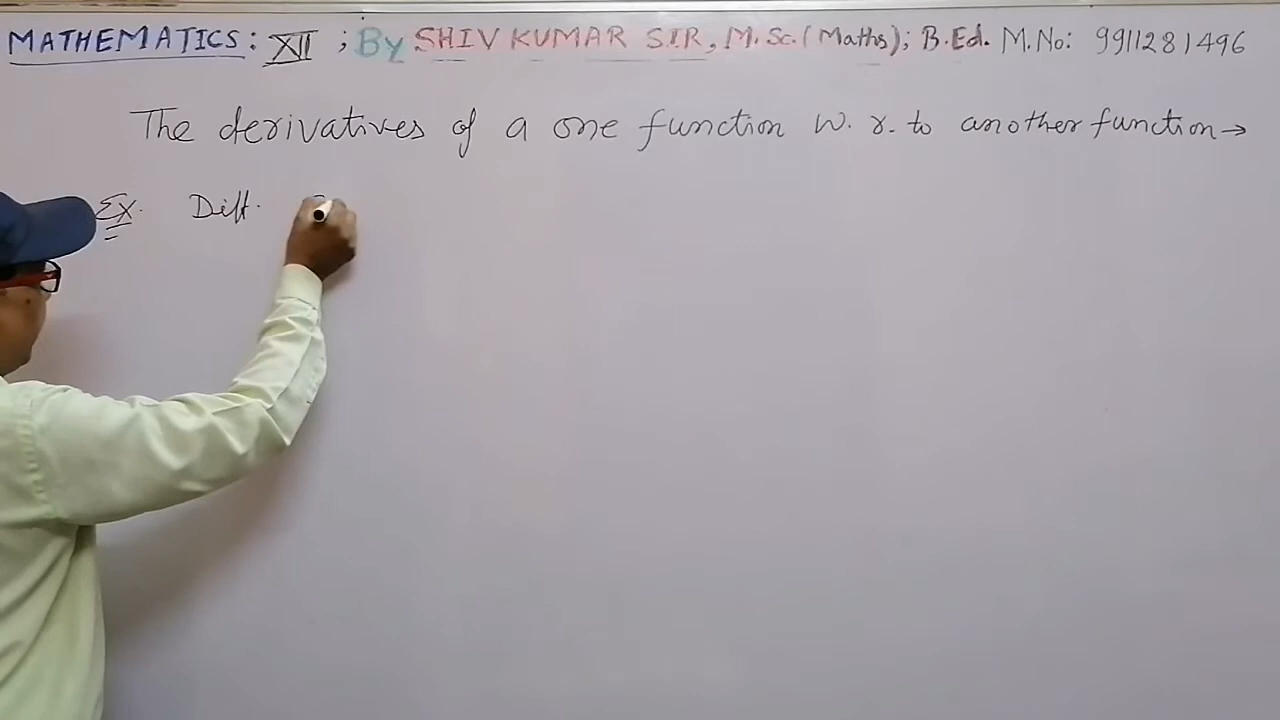 MATHEMATICS: XII ; By SHIV KUMAR SIR, M.Sc.(Maths); B.Ed. M.No: 9911281496
The derivatives of a one function w.r. to another function→
Ex. Diff.